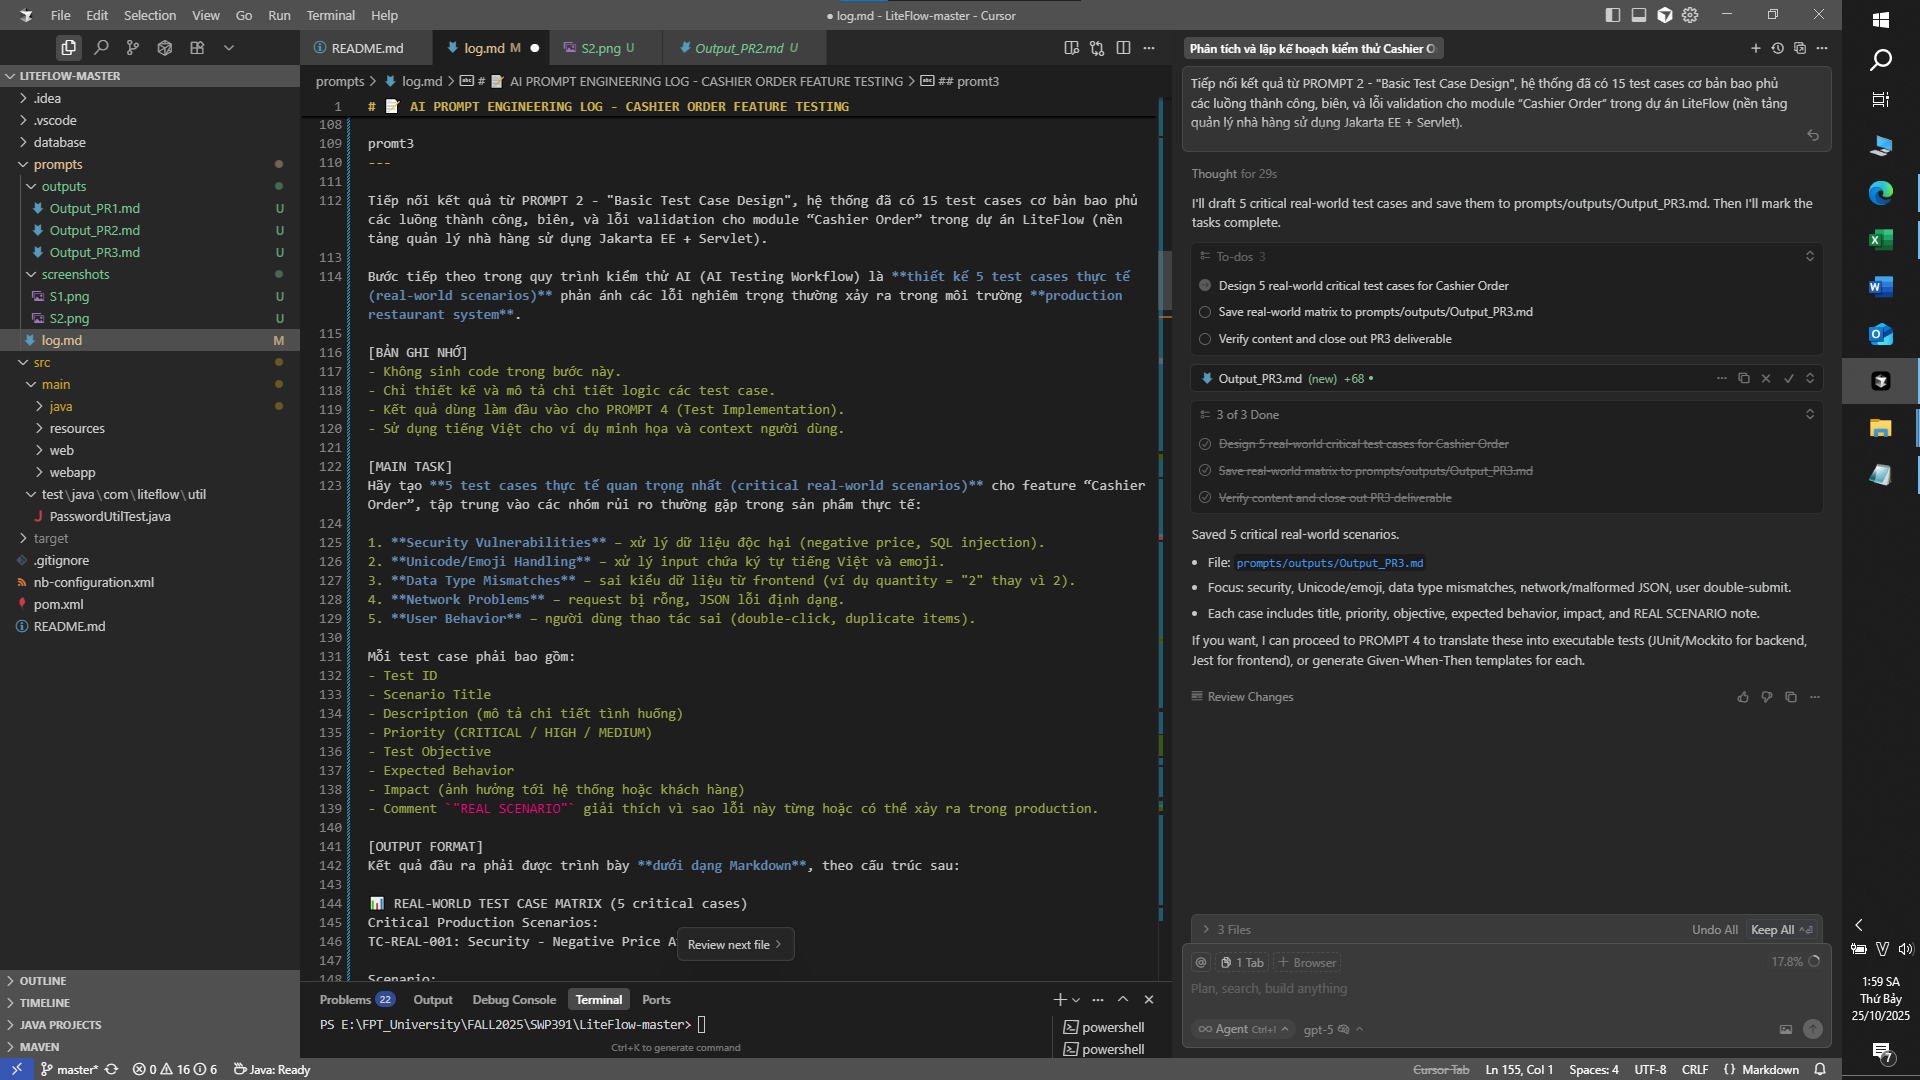 File Edit Selection View Go Run Terminal Help
● log.md - LiteFlow-master - Cursor
LITEFLOW-MASTER
.idea
.vscode
database
prompts
outputs
Output_PR1.md U
Output_PR2.md U
Output_PR3.md U
screenshots
S1.png U
S2.png U
log.md M
src
main
java
resources
web
webapp
test\java\com\liteflow\util
PasswordUtilTest.java
target
.gitignore
nb-configuration.xml
pom.xml
README.md
OUTLINE
TIMELINE
JAVA PROJECTS
MAVEN
README.md
log.md M
S2.png U
Output_PR2.md U
prompts > log.md > # 📝 AI PROMPT ENGINEERING LOG - CASHIER ORDER FEATURE TESTING > ## promt3
1 # 📝 AI PROMPT ENGINEERING LOG - CASHIER ORDER FEATURE TESTING
108
109 promt3
110 ---
111
112 Tiếp nối kết quả từ PROMPT 2 - "Basic Test Case Design", hệ thống đã có 15 test cases cơ bản bao phủ
các luồng thành công, biên, và lỗi validation cho module “Cashier Order” trong dự án LiteFlow (nền
tảng quản lý nhà hàng sử dụng Jakarta EE + Servlet).
113
114 Bước tiếp theo trong quy trình kiểm thử AI (AI Testing Workflow) là **thiết kế 5 test cases thực tế
(real-world scenarios)** phản ánh các lỗi nghiêm trọng thường xảy ra trong môi trường **production
restaurant system**.
115
116 [BẢN GHI NHỚ]
117 - Không sinh code trong bước này.
118 - Chỉ thiết kế và mô tả chi tiết logic các test case.
119 - Kết quả dùng làm đầu vào cho PROMPT 4 (Test Implementation).
120 - Sử dụng tiếng Việt cho ví dụ minh họa và context người dùng.
121
122 [MAIN TASK]
123 Hãy tạo **5 test cases thực tế quan trọng nhất (critical real-world scenarios)** cho feature “Cashier
Order”, tập trung vào các nhóm rủi ro thường gặp trong sản phẩm thực tế:
124
125 1. **Security Vulnerabilities** – xử lý dữ liệu độc hại (negative price, SQL injection).
126 2. **Unicode/Emoji Handling** – xử lý input chứa ký tự tiếng Việt và emoji.
127 3. **Data Type Mismatches** – sai kiểu dữ liệu từ frontend (ví dụ quantity = "2" thay vì 2).
128 4. **Network Problems** – request bị rỗng, JSON lỗi định dạng.
129 5. **User Behavior** – người dùng thao tác sai (double-click, duplicate items).
130
131 Mỗi test case phải bao gồm:
132 - Test ID
133 - Scenario Title
134 - Description (mô tả chi tiết tình huống)
135 - Priority (CRITICAL / HIGH / MEDIUM)
136 - Test Objective
137 - Expected Behavior
138 - Impact (ảnh hưởng tới hệ thống hoặc khách hàng)
139 - Comment `"REAL SCENARIO"` giải thích vì sao lỗi này từng hoặc có thể xảy ra trong production.
140
141 [OUTPUT FORMAT]
142 Kết quả đầu ra phải được trình bày **dưới dạng Markdown**, theo cấu trúc sau:
143
144 📊 REAL-WORLD TEST CASE MATRIX (5 critical cases)
145 Critical Production Scenarios:
146 TC-REAL-001: Security - Negative Price A
147
148 Scenario:
Review next file >
Problems 22 Output Debug Console Terminal Ports
PS E:\FPT_University\FALL2025\SWP391\LiteFlow-master>
Ctrl+K to generate command
powershell
powershell
Phân tích và lập kế hoạch kiểm thử Cashier O
Tiếp nối kết quả từ PROMPT 2 - "Basic Test Case Design", hệ thống đã có 15 test cases cơ bản bao phủ
các luồng thành công, biên, và lỗi validation cho module “Cashier Order” trong dự án LiteFlow (nền tảng
quản lý nhà hàng sử dụng Jakarta EE + Servlet).
Thought for 29s
I'll draft 5 critical real-world test cases and save them to prompts/outputs/Output_PR3.md. Then I'll mark the
tasks complete.
To-dos 3
Design 5 real-world critical test cases for Cashier Order
Save real-world matrix to prompts/outputs/Output_PR3.md
Verify content and close out PR3 deliverable
Output_PR3.md (new) +68 •
3 of 3 Done
Design 5 real-world critical test cases for Cashier Order
Save real-world matrix to prompts/outputs/Output_PR3.md
Verify content and close out PR3 deliverable
Saved 5 critical real-world scenarios.
• File: prompts/outputs/Output_PR3.md
• Focus: security, Unicode/emoji, data type mismatches, network/malformed JSON, user double-submit.
• Each case includes title, priority, objective, expected behavior, impact, and REAL SCENARIO note.
If you want, I can proceed to PROMPT 4 to translate these into executable tests (JUnit/Mockito for backend,
Jest for frontend), or generate Given-When-Then templates for each.
Review Changes
3 Files Undo All Keep All
@ 1 Tab + Browser 17.8%
Plan, search, build anything
Agent Ctrl+I gpt-5
master* 0 16 6 Java: Ready
Cursor Tab Ln 155, Col 1 Spaces: 4 UTF-8 CRLF {} Markdown
1:59 SA
Thứ Bảy
25/10/2025
7